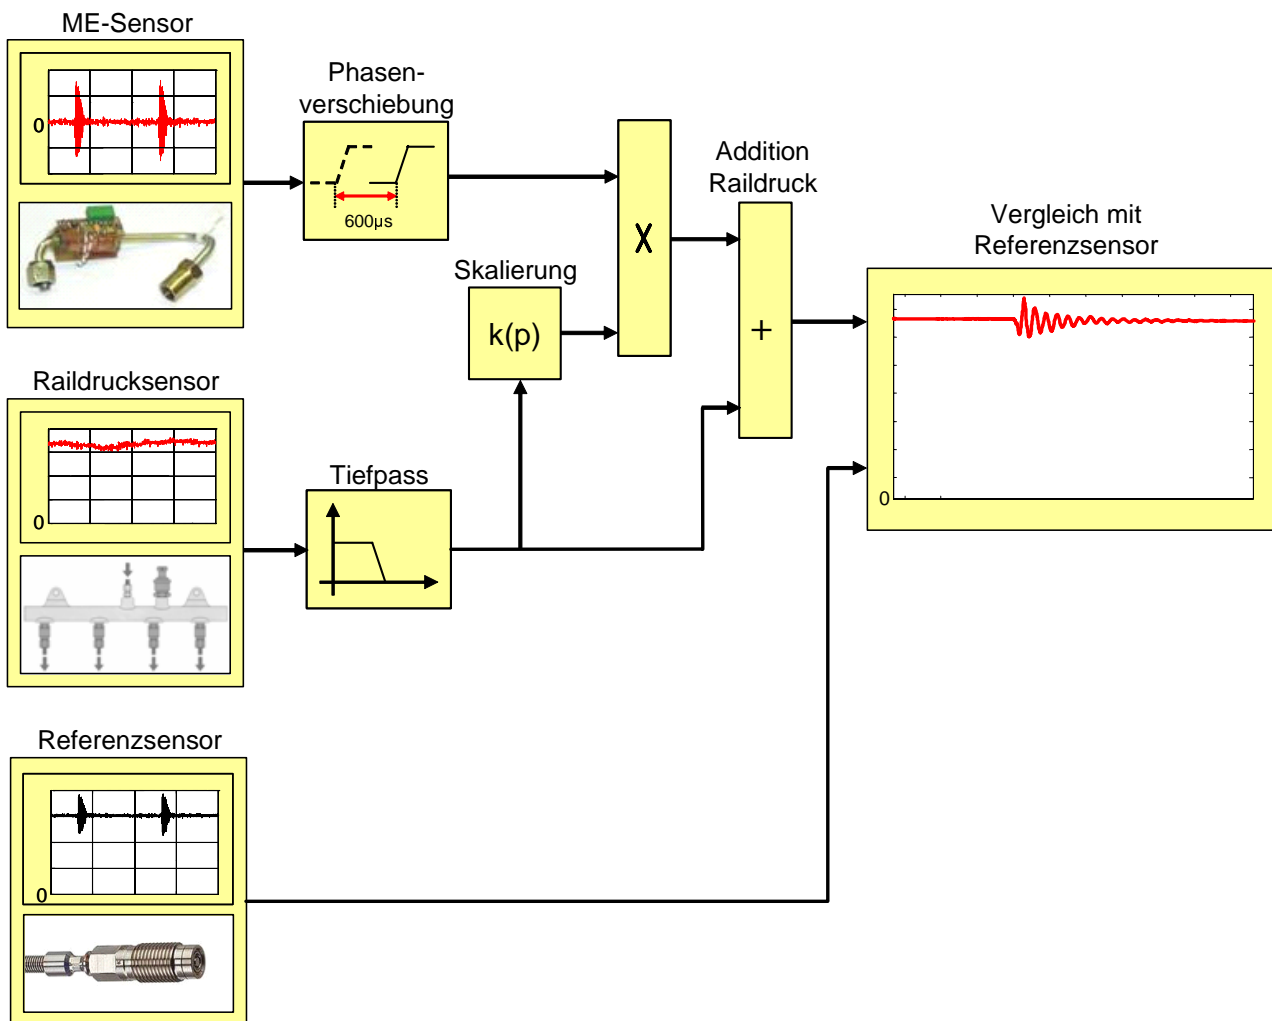 ME-Sensor
0
Phasen-
verschiebung
600µs
X
Addition
Raildruck
+
Vergleich mit
Referenzsensor
0
Skalierung
k(p)
Raildrucksensor
0
Tiefpass
Referenzsensor
0